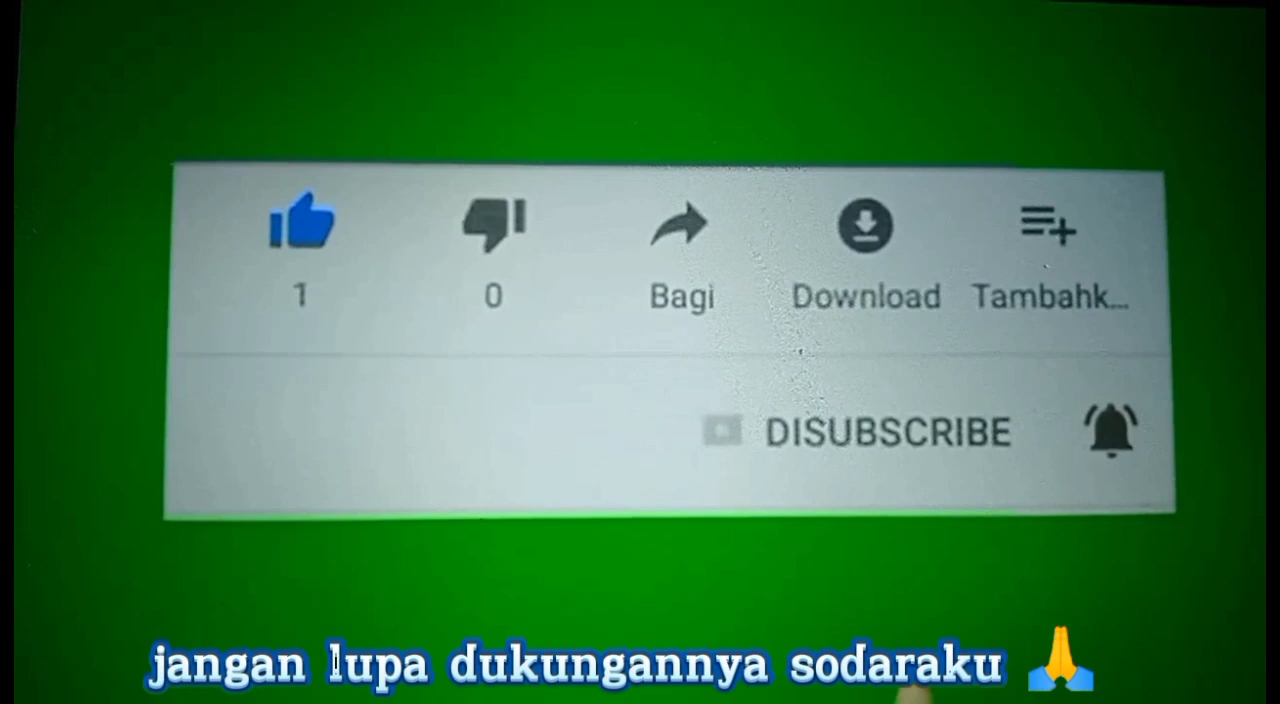 1 0 Bagi Download Tambahk...
DISUBSCRIBE
jangan lupa dukungannya sodaraku 🙏